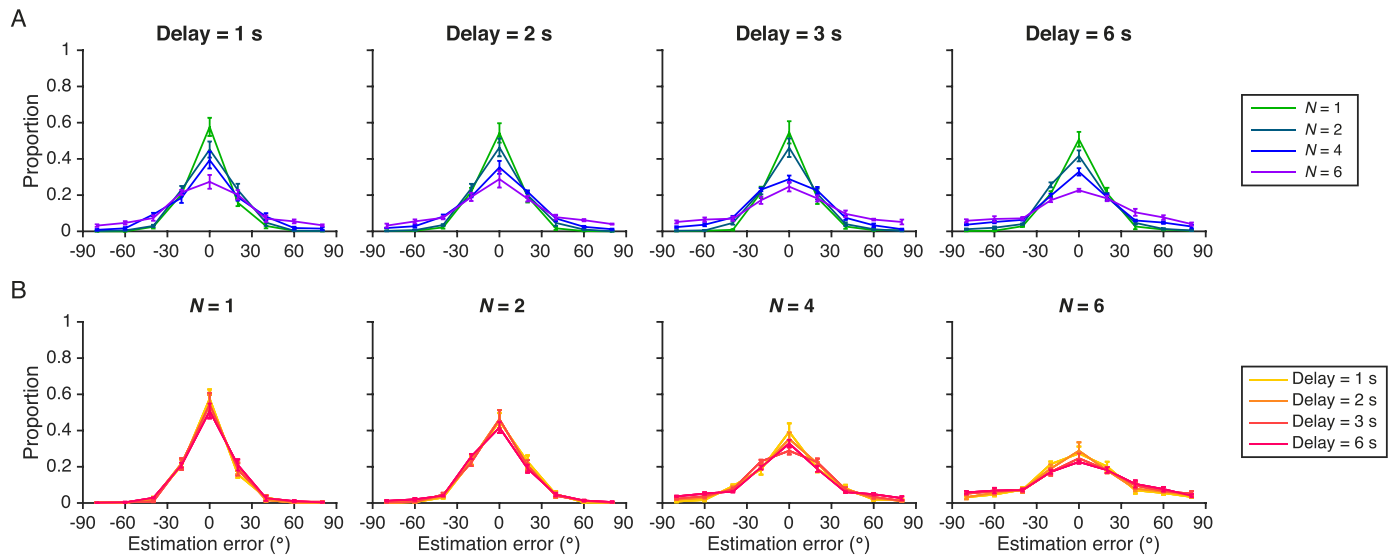 A
Delay = 1 s
Delay = 2 s
Delay = 3 s
Delay = 6 s
Proportion
1
0.8
0.6
0.4
0.2
0
-90 -60 -30 0 30 60 90
-90 -60 -30 0 30 60 90
-90 -60 -30 0 30 60 90
-90 -60 -30 0 30 60 90
N = 1
N = 2
N = 4
N = 6
B
N = 1
N = 2
N = 4
N = 6
Proportion
1
0.8
0.6
0.4
0.2
0
-90 -60 -30 0 30 60 90
-90 -60 -30 0 30 60 90
-90 -60 -30 0 30 60 90
-90 -60 -30 0 30 60 90
Estimation error (°)
Estimation error (°)
Estimation error (°)
Estimation error (°)
Delay = 1 s
Delay = 2 s
Delay = 3 s
Delay = 6 s